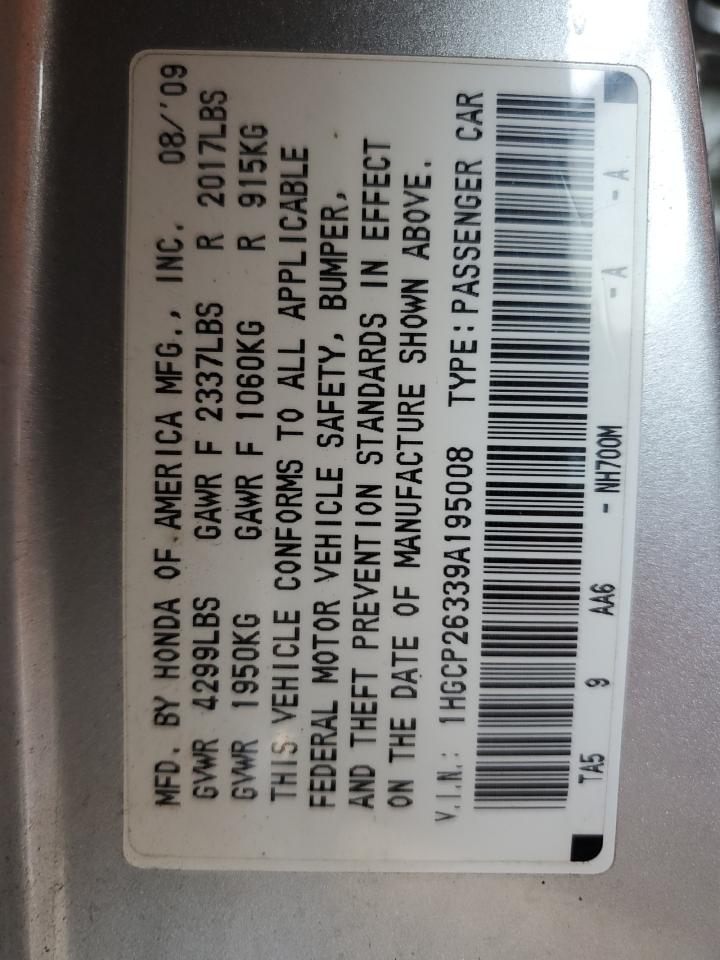 MFD. BY HONDA OF AMERICA MFG., INC. 08/'09
GVWR 4299LBS GAWR F 2337LBS R 2017LBS
GVWR 1950KG GAWR F 1060KG R 915KG
THIS VEHICLE CONFORMS TO ALL APPLICABLE
FEDERAL MOTOR VEHICLE SAFETY, BUMPER,
AND THEFT PREVENTION STANDARDS IN EFFECT
ON THE DATE OF MANUFACTURE SHOWN ABOVE.
V.I.N.: 1HGCP26339A195008 TYPE: PASSENGER CAR
TA5 9 AA6 - NH700M - A - A